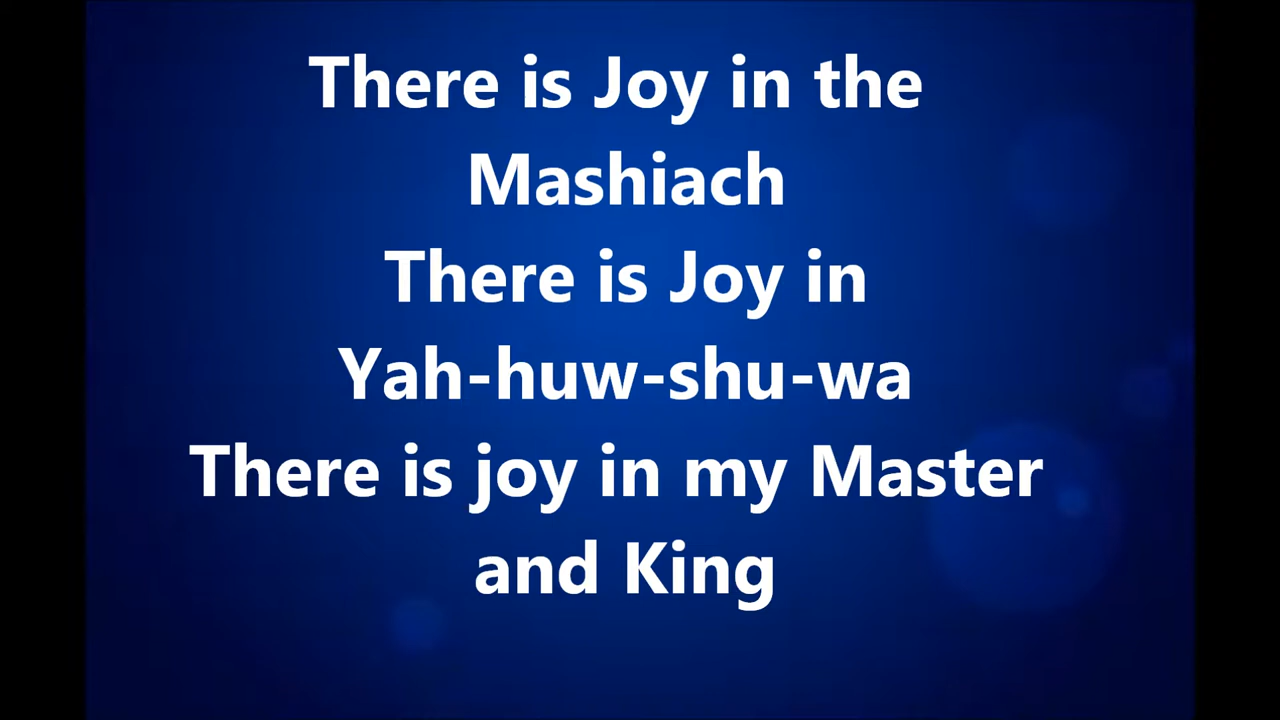 There is Joy in the
Mashiach
There is Joy in
Yah-huw-shu-wa
There is joy in my Master
and King